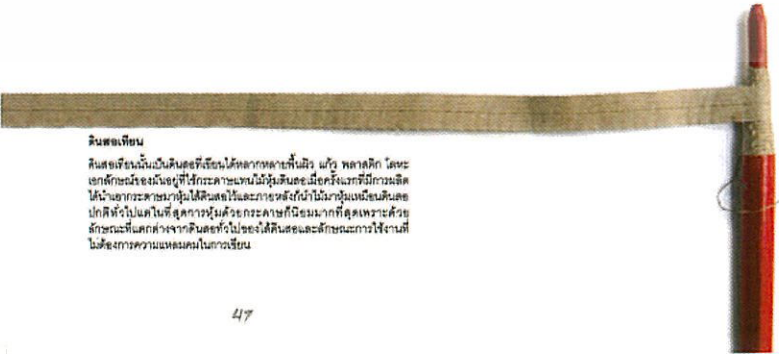 ดินสอเทียน
ดินสอเทียนนั้นเป็นดินสอที่เขียนได้หลากหลายพื้นผิว แก้ว พลาสติก โลหะ
เอกลักษณ์ของมันอยู่ที่ใช้กระดาษแทนไม้หุ้มดินสอเมื่อครั้งแรกที่มีการผลิต
ได้นำเอากระดาษมาหุ้มไส้ดินสอไว้และภายหลังก็นำไม้มาหุ้มเหมือนดินสอ
ปกติทั่วไปแต่ในที่สุดการหุ้มด้วยกระดาษก็นิยมมากที่สุดเพราะด้วย
ลักษณะที่แตกต่างจากดินสอทั่วไปของไส้ดินสอและลักษณะการใช้งานที่
ไม่ต้องการความแหลมคมในการเขียน
47